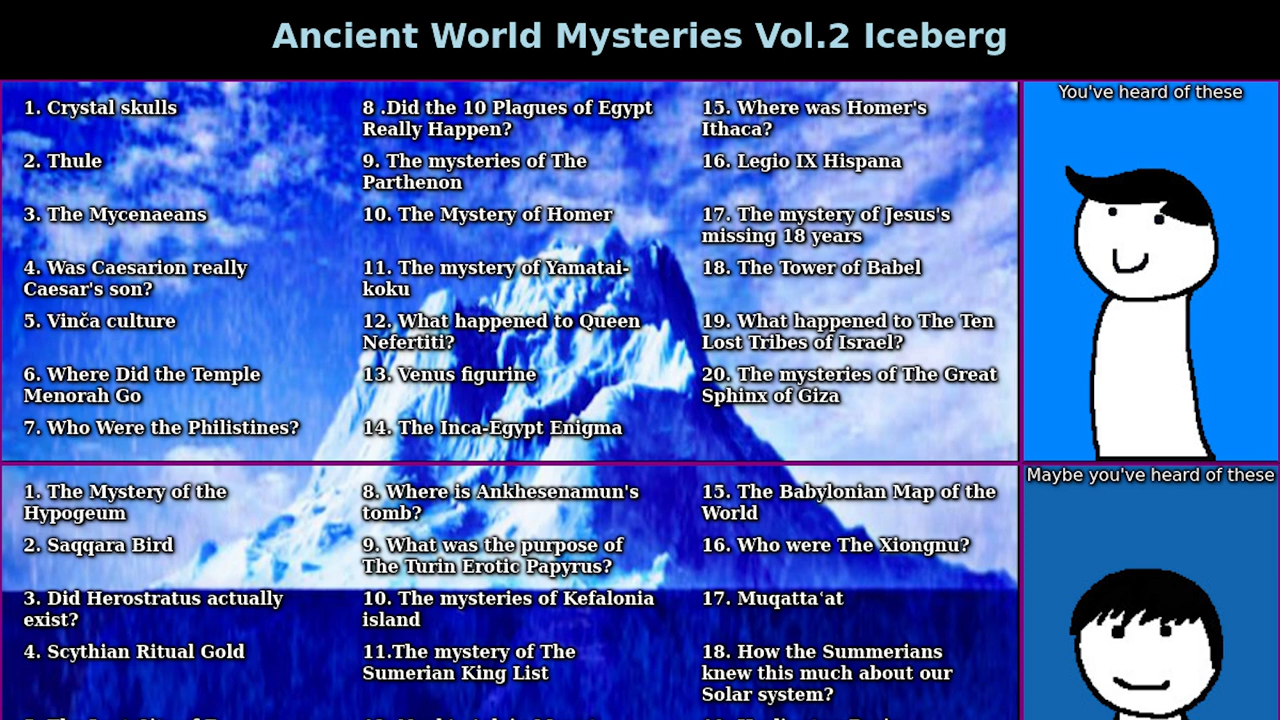 Ancient World Mysteries Vol.2 Iceberg
1. Crystal skulls
2. Thule
3. The Mycenaeans
4. Was Caesarion really
Caesar's son?
5. Vinča culture
6. Where Did the Temple
Menorah Go
7. Who Were the Philistines?
8 .Did the 10 Plagues of Egypt
Really Happen?
9. The mysteries of The
Parthenon
10. The Mystery of Homer
11. The mystery of Yamatai-
koku
12. What happened to Queen
Nefertiti?
13. Venus figurine
14. The Inca-Egypt Enigma
15. Where was Homer's
Ithaca?
16. Legio IX Hispana
17. The mystery of Jesus's
missing 18 years
18. The Tower of Babel
19. What happened to The Ten
Lost Tribes of Israel?
20. The mysteries of The Great
Sphinx of Giza
You've heard of these
1. The Mystery of the
Hypogeum
2. Saqqara Bird
3. Did Herostratus actually
exist?
4. Scythian Ritual Gold
8. Where is Ankhesenamun's
tomb?
9. What was the purpose of
The Turin Erotic Papyrus?
10. The mysteries of Kefalonia
island
11.The mystery of The
Sumerian King List
15. The Babylonian Map of the
World
16. Who were The Xiongnu?
17. Muqattaʿat
18. How the Summerians
knew this much about our
Solar system?
Maybe you've heard of these